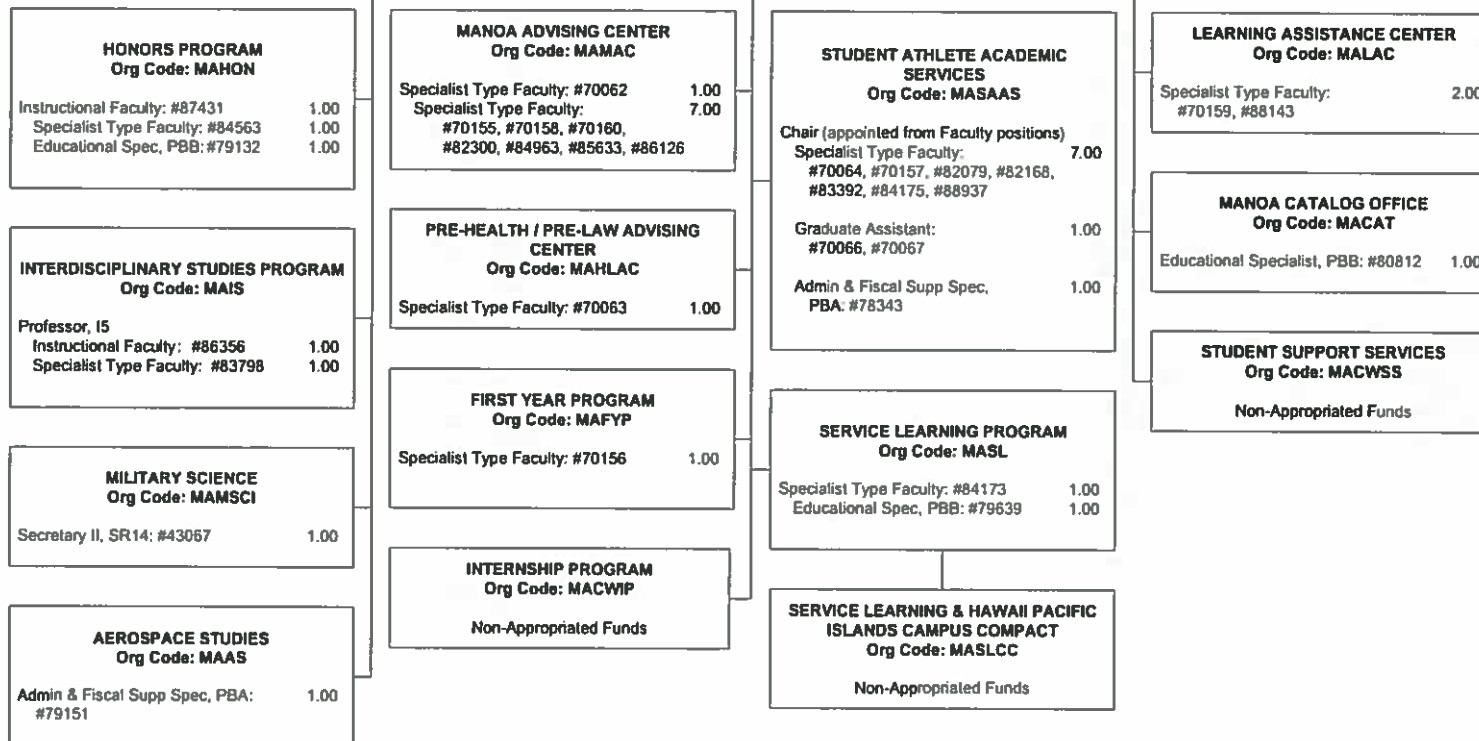 HONORS PROGRAM
Org Code: MAHON
Instructional Faculty: #87431 1.00
Specialist Type Faculty: #84563 1.00
Educational Spec, PBB: #79132 1.00
INTERDISCIPLINARY STUDIES PROGRAM
Org Code: MAIS
Professor, I5
Instructional Faculty: #86356 1.00
Specialist Type Faculty: #83798 1.00
MILITARY SCIENCE
Org Code: MAMSCI
Secretary II, SR14: #43067 1.00
AEROSPACE STUDIES
Org Code: MAAS
Admin & Fiscal Supp Spec, PBA: 1.00
#79151
MANOA ADVISING CENTER
Org Code: MAMAC
Specialist Type Faculty: #70062 1.00
Specialist Type Faculty: 7.00
#70155, #70158, #70160,
#82300, #84963, #85633, #86126
PRE-HEALTH / PRE-LAW ADVISING
CENTER
Org Code: MAHLAC
Specialist Type Faculty: #70063 1.00
FIRST YEAR PROGRAM
Org Code: MAFYP
Specialist Type Faculty: #70156 1.00
INTERNSHIP PROGRAM
Org Code: MACWIP
Non-Appropriated Funds
STUDENT ATHLETE ACADEMIC
SERVICES
Org Code: MASAAS
Chair (appointed from Faculty positions)
Specialist Type Faculty: 7.00
#70064, #70157, #82079, #82168,
#83392, #84175, #88937
Graduate Assistant: 1.00
#70066, #70067
Admin & Fiscal Supp Spec, 1.00
PBA: #78343
SERVICE LEARNING PROGRAM
Org Code: MASL
Specialist Type Faculty: #84173 1.00
Educational Spec, PBB: #79639 1.00
SERVICE LEARNING & HAWAII PACIFIC
ISLANDS CAMPUS COMPACT
Org Code: MASLCC
Non-Appropriated Funds
LEARNING ASSISTANCE CENTER
Org Code: MALAC
Specialist Type Faculty: 2.00
#70159, #88143
MANOA CATALOG OFFICE
Org Code: MACAT
Educational Specialist, PBB: #80812 1.00
STUDENT SUPPORT SERVICES
Org Code: MACWSS
Non-Appropriated Funds